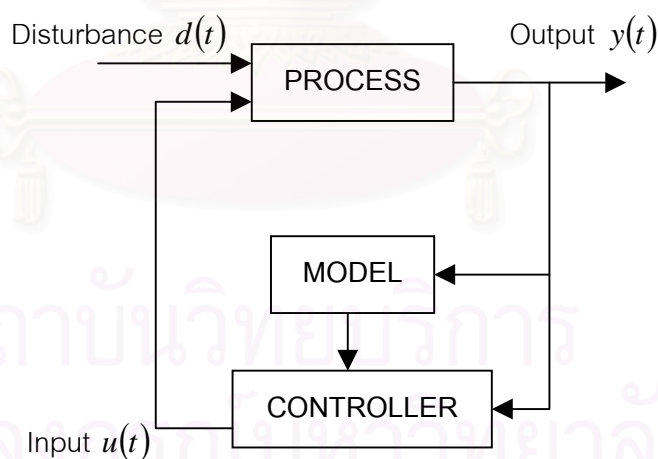 Disturbance d(t)
Output y(t)
PROCESS
MODEL
CONTROLLER
Input u(t)